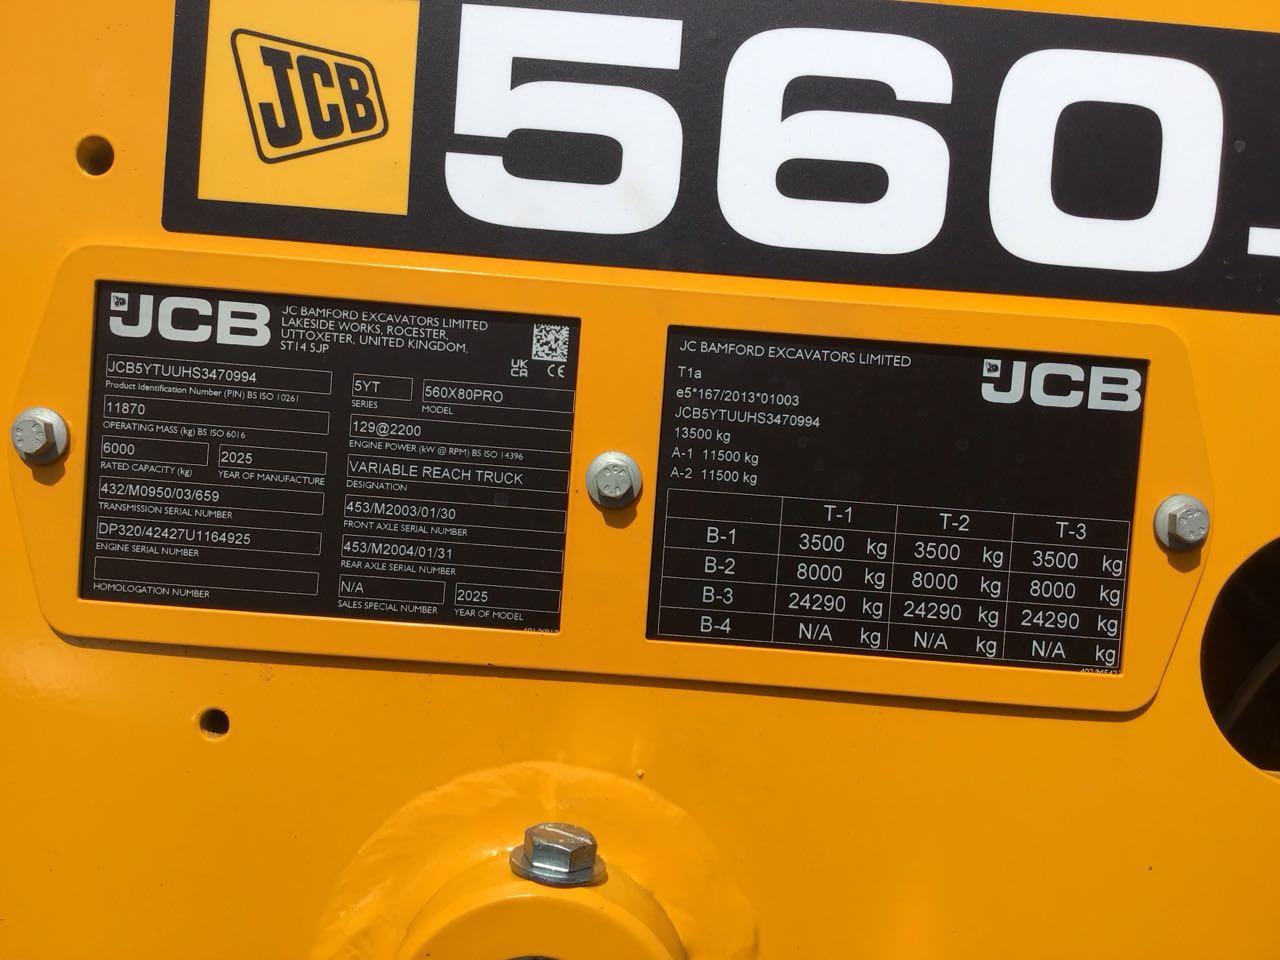 JCB 560-
JCB
JC BAMFORD EXCAVATORS LIMITED
LAKESIDE WORKS, ROCESTER,
UTTOXETER, UNITED KINGDOM,
ST14 5JP
UK
CA CE
JCB5YTUUHS3470994
Product Identification Number (PIN) BS ISO 10261
5YT
SERIES
560X80PRO
MODEL
11870
OPERATING MASS (kg) BS ISO 6016
129@2200
ENGINE POWER (kW @ RPM) BS ISO 14396
6000
RATED CAPACITY (kg)
2025
YEAR OF MANUFACTURE
VARIABLE REACH TRUCK
DESIGNATION
432/M0950/03/659
TRANSMISSION SERIAL NUMBER
453/M2003/01/30
FRONT AXLE SERIAL NUMBER
DP320/42427U1164925
ENGINE SERIAL NUMBER
453/M2004/01/31
REAR AXLE SERIAL NUMBER
HOMOLOGATION NUMBER
N/A
SALES SPECIAL NUMBER
2025
YEAR OF MODEL
JC BAMFORD EXCAVATORS LIMITED
JCB
T1a
e5*167/2013*01003
JCB5YTUUHS3470994
13500 kg
A-1 11500 kg
A-2 11500 kg
T-1 T-2 T-3
B-1 3500 kg 3500 kg 3500 kg
B-2 8000 kg 8000 kg 8000 kg
B-3 24290 kg 24290 kg 24290 kg
B-4 N/A kg N/A kg N/A kg